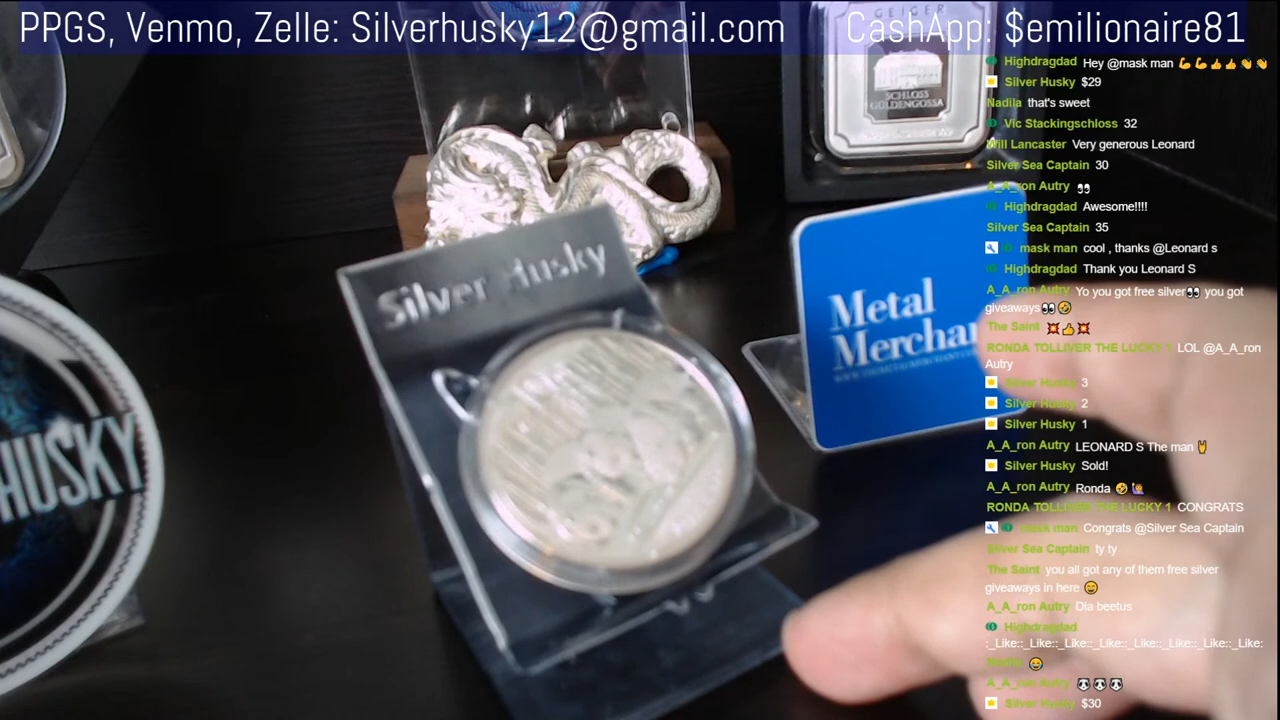 PPGS, Venmo, Zelle: Silverhusky12@gmail.com
CashApp: $emilionaire81
GEIGER
SCHLOSS
GÜLDENGOSSA
Silver Husky
Metal
Merchan
HUSKY
Highdragdad Hey @mask man 💪💪👍👍👏👏
Silver Husky $29
Nadila that's sweet
Vic Stackingschloss 32
Will Lancaster Very generous Leonard
Silver Sea Captain 30
A_A_ron Autry 👀
Highdragdad Awesome!!!!
Silver Sea Captain 35
mask man cool , thanks @Leonard s
Highdragdad Thank you Leonard S
A_A_ron Autry Yo you got free silver👀 you got
giveaways👀🤣
The Saint 💥👍💥
RONDA TOLLIVER THE LUCKY 1 LOL @A_A_ron
Autry
Silver Husky 3
Silver Husky 2
Silver Husky 1
A_A_ron Autry LEONARD S The man 🤘
Silver Husky Sold!
A_A_ron Autry Ronda 🤣🙋
RONDA TOLLIVER THE LUCKY 1 CONGRATS
mask man Congrats @Silver Sea Captain
Silver Sea Captain ty ty
The Saint you all got any of them free silver
giveaways in here 😄
A_A_ron Autry Dia beetus
Highdragdad
:_Like::_Like::_Like::_Like::_Like::_Like::_Like::_Like:
😂
A_A_ron Autry 🐼🐼🐼
Silver Husky $30